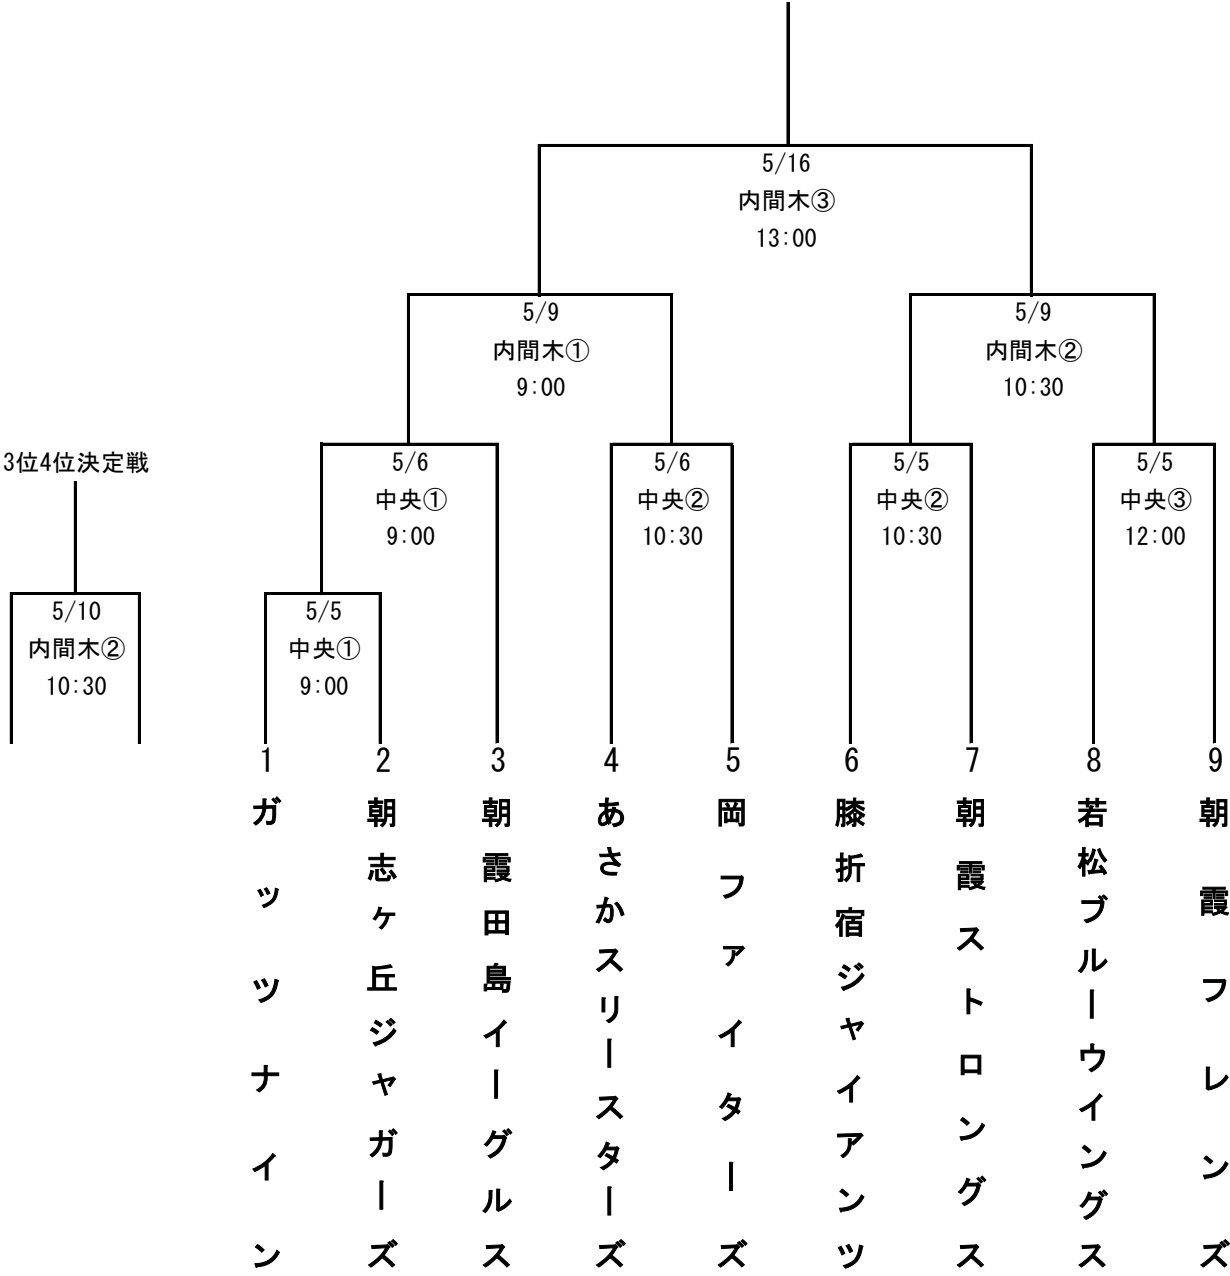 5/16
内間木③
13:00
5/9
内間木①
9:00
5/9
内間木②
10:30
3位4位決定戦
5/6
中央①
9:00
5/6
中央②
10:30
5/5
中央②
10:30
5/5
中央③
12:00
5/10
内間木②
10:30
5/5
中央①
9:00
1
ガッツナイン
2
朝志ヶ丘ジャガーズ
3
朝霞田島イーグルス
4
あさかスリースターズ
5
岡ファイターズ
6
膝折宿ジャイアンツ
7
朝霞ストロングス
8
若松ブルーウイングス
9
朝霞フレンズ